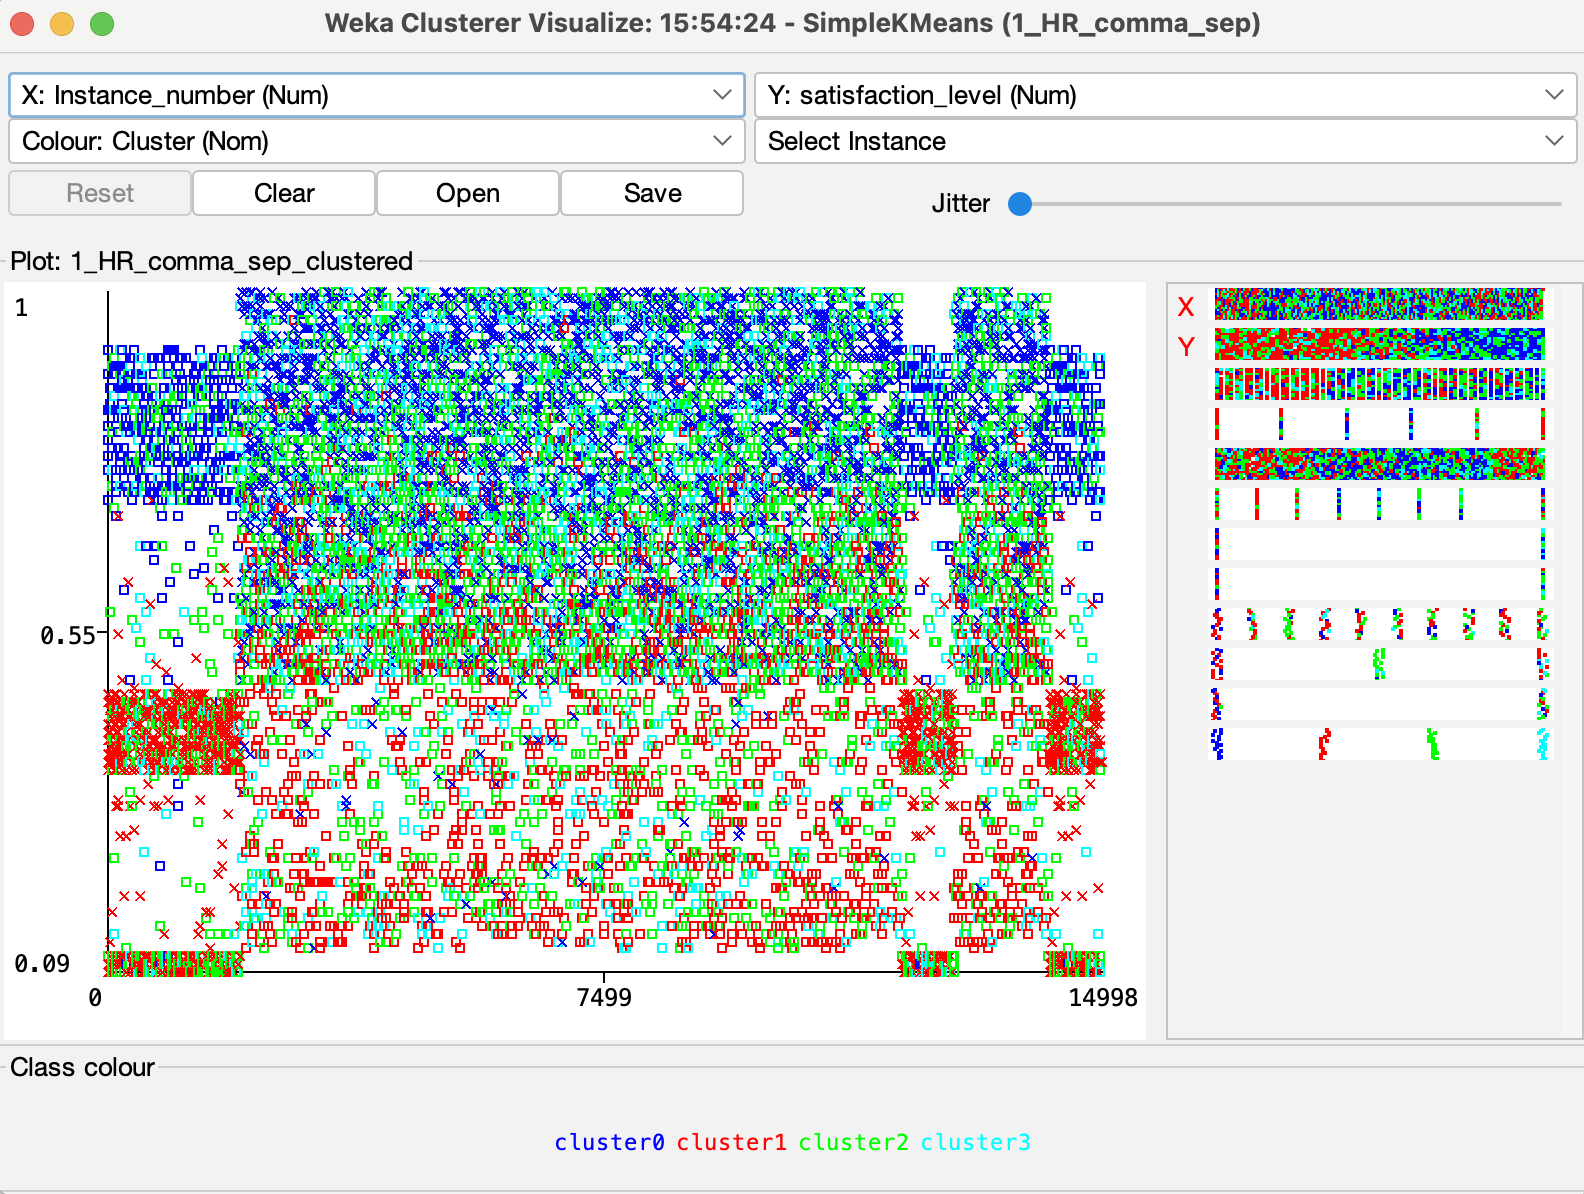 Weka Clusterer Visualize: 15:54:24 - SimpleKMeans (1_HR_comma_sep)
X: Instance_number (Num)
Y: satisfaction_level (Num)
Colour: Cluster (Nom)
Select Instance
Reset
Clear
Open
Save
Jitter
Plot: 1_HR_comma_sep_clustered
1
0.55
0.09
0
7499
14998
X
Y
Class colour
cluster0 cluster1 cluster2 cluster3